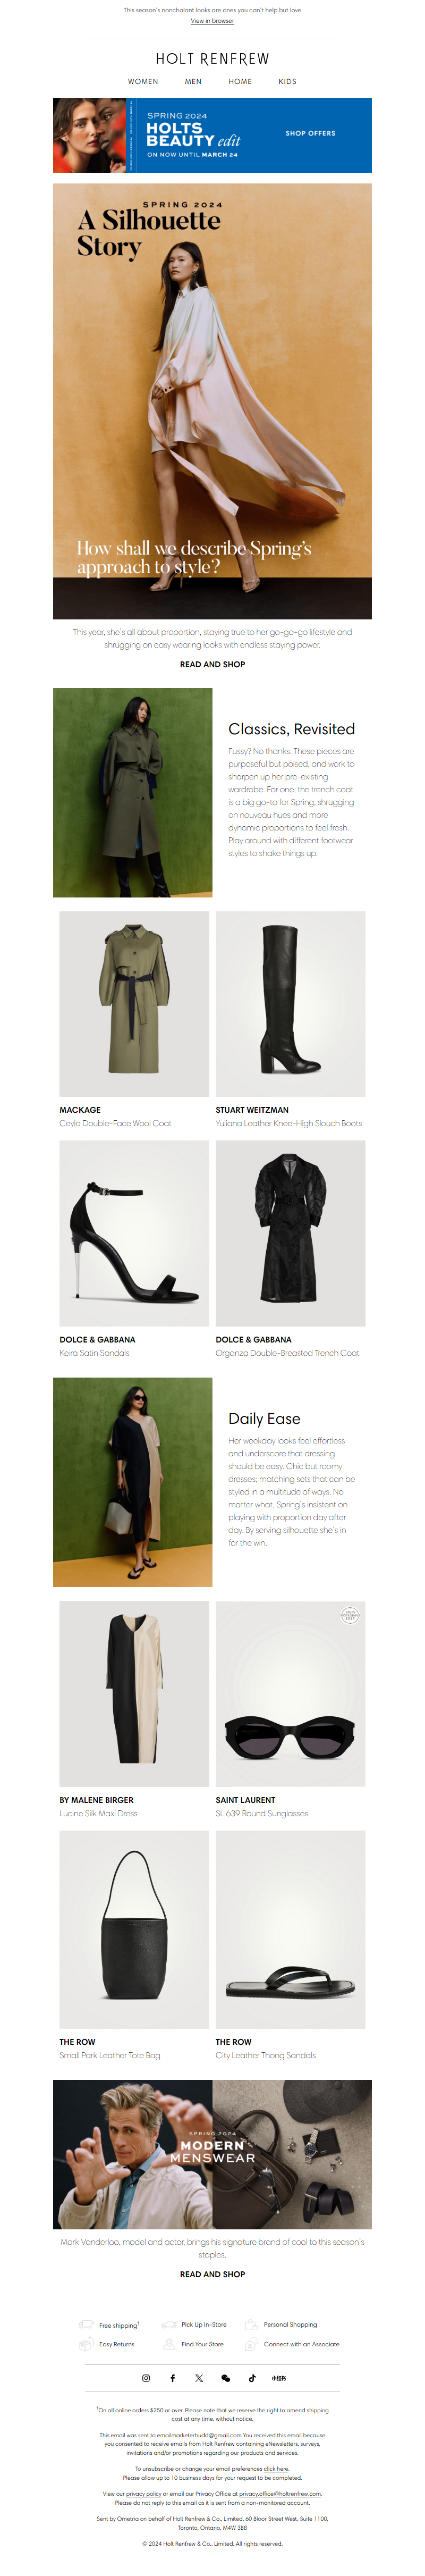 This season's nonchalant looks are ones you can't help but love
View in browser
HOLT RENFREW
WOMEN MEN HOME KIDS
SPRING 2024
HOLTS
BEAUTY edit
ON NOW UNTIL MARCH 24
SHOP OFFERS
SPRING 2024
A Silhouette
Story
How shall we describe Spring's
approach to style?
This year, she's all about proportion, staying true to her go-go-go lifestyle and
shrugging on easy wearing looks with endless staying power.
READ AND SHOP
Classics, Revisited
Fussy? No thanks. These pieces are
purposeful but poised, and work to
sharpen up her pre-existing
wardrobe. For one, the trench coat
is a big go-to for Spring, shrugging
on nouveau hues and more
dynamic proportions to feel fresh.
Play around with different footwear
styles to shake things up.
MACKAGE
Ceyla Double-Face Wool Coat
STUART WEITZMAN
Yuliana Leather Knee-High Slouch Boots
DOLCE & GABBANA
Keira Satin Sandals
DOLCE & GABBANA
Organza Double-Breasted Trench Coat
Daily Ease
Her weekday looks feel effortless
and underscore that dressing
should be easy. Chic but roomy
dresses; matching sets that can be
styled in a multitude of ways. No
matter what, Spring's insistent on
playing with proportion day after
day. By serving silhouette she's in
for the win.
BY MALENE BIRGER
Lucine Silk Maxi Dress
SAINT LAURENT
SL 639 Round Sunglasses
THE ROW
Small Park Leather Tote Bag
THE ROW
City Leather Thong Sandals
SPRING 2024
MODERN
MENSWEAR
Mark Vanderloo, model and actor, brings his signature brand of cool to this season's
staples.
READ AND SHOP
Free shipping†
Pick Up In-Store
Personal Shopping
Easy Returns
Find Your Store
Connect with an Associate
小红书
†On all online orders $250 or over. Please note that we reserve the right to amend shipping
cost at any time, without notice.
This email was sent to emailmarketerbudd@gmail.com You received this email because
you consented to receive emails from Holt Renfrew containing eNewsletters, surveys,
invitations and/or promotions regarding our products and services.
To unsubscribe or change your email preferences click here.
Please allow up to 10 business days for your request to be completed.
View our privacy policy or email our Privacy Office at privacy.office@holtrenfrew.com.
Please do not reply to this email as it is sent from a non-monitored account.
Sent by Ometria on behalf of Holt Renfrew & Co., Limited, 60 Bloor Street West, Suite 1100,
Toronto, Ontario, M4W 3B8
© 2024 Holt Renfrew & Co., Limited. All rights reserved.